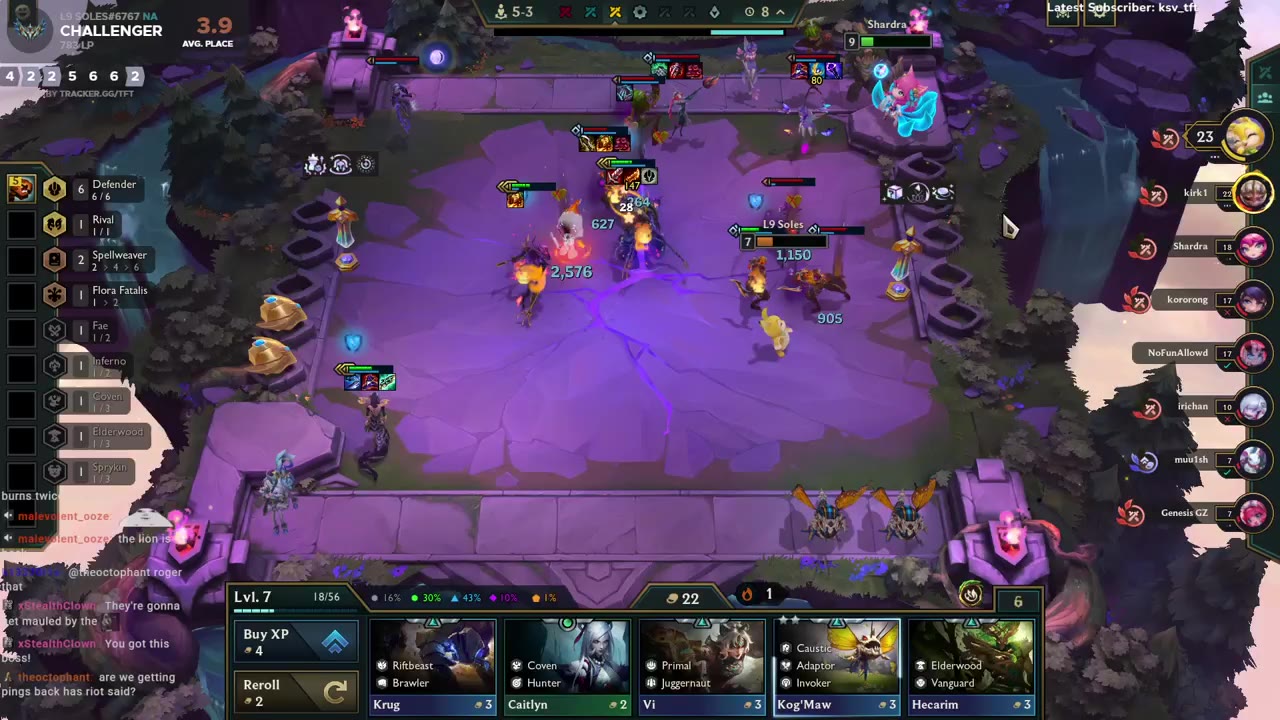 L9 SOLES#6767 NA
CHALLENGER
783 LP
3.9
AVG. PLACE
4 2 2 5 6 6 2
BY TRACKER.GG/TFT
5-3
8
Latest Subscriber: ksv_tft
Shardra
9
80
147
264
28
627
2,576
L9 Soles
7
1,150
905
6 Defender
6 / 6
1 Rival
1 / 1
2 Spellweaver
2 > 4 > 6
1 Flora Fatalis
1 > 2
1 Fae
1 / 2
1 Inferno
1 / 2
1 Coven
1 / 3
1 Elderwood
1 / 3
1 Sprykin
1 / 3
23
kirk1 22
Shardra 18
kororong 17
NoFunAllowd 17
irichan 10
muu1sh 7
Genesis GZ 7
burns twic
malevolent_ooze
malevolent_ooze: the lion is
@theoctophant roger
that
xStealthClown: They're gonna
get mauled by the
xStealthClown: You got this
boss!
theoctophant: are we getting
pings back has riot said?
Lvl. 7 18/56
16% 30% 43% 10% 1%
22
1
6
Buy XP
4
Reroll
2
Riftbeast
Brawler
Krug 3
Coven
Hunter
Caitlyn 2
Primal
Juggernaut
Vi 3
Caustic
Adaptor
Invoker
Kog'Maw 3
Elderwood
Vanguard
Hecarim 3